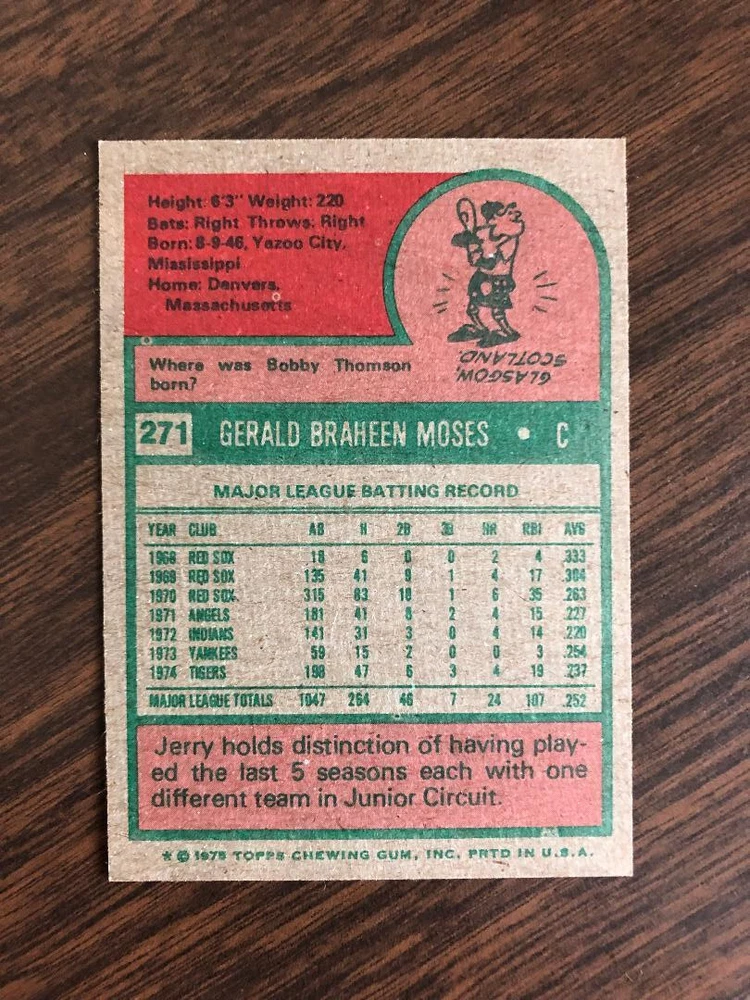 Height: 6'3" Weight: 220
Bats: Right Throws: Right
Born: 8-9-46, Yazoo City,
Mississippi
Home: Danvers,
Massachusetts
GLASGOW,
SCOTLAND.
Where was Bobby Thomson
born?
271 GERALD BRAHEEN MOSES • C
MAJOR LEAGUE BATTING RECORD
YEAR CLUB AB H 2B 3B HR RBI AVG
1968 RED SOX 18 6 0 0 2 4 .333
1969 RED SOX 135 41 9 1 4 17 .304
1970 RED SOX 315 83 18 1 6 35 .263
1971 ANGELS 181 41 8 2 4 15 .227
1972 INDIANS 141 31 3 0 4 14 .220
1973 YANKEES 59 15 2 0 0 3 .254
1974 TIGERS 198 47 6 3 4 19 .237
MAJOR LEAGUE TOTALS 1047 264 46 7 24 107 .252
Jerry holds distinction of having play-
ed the last 5 seasons each with one
different team in Junior Circuit.
* © 1975 TOPPS CHEWING GUM, INC. PRTD IN U.S.A.